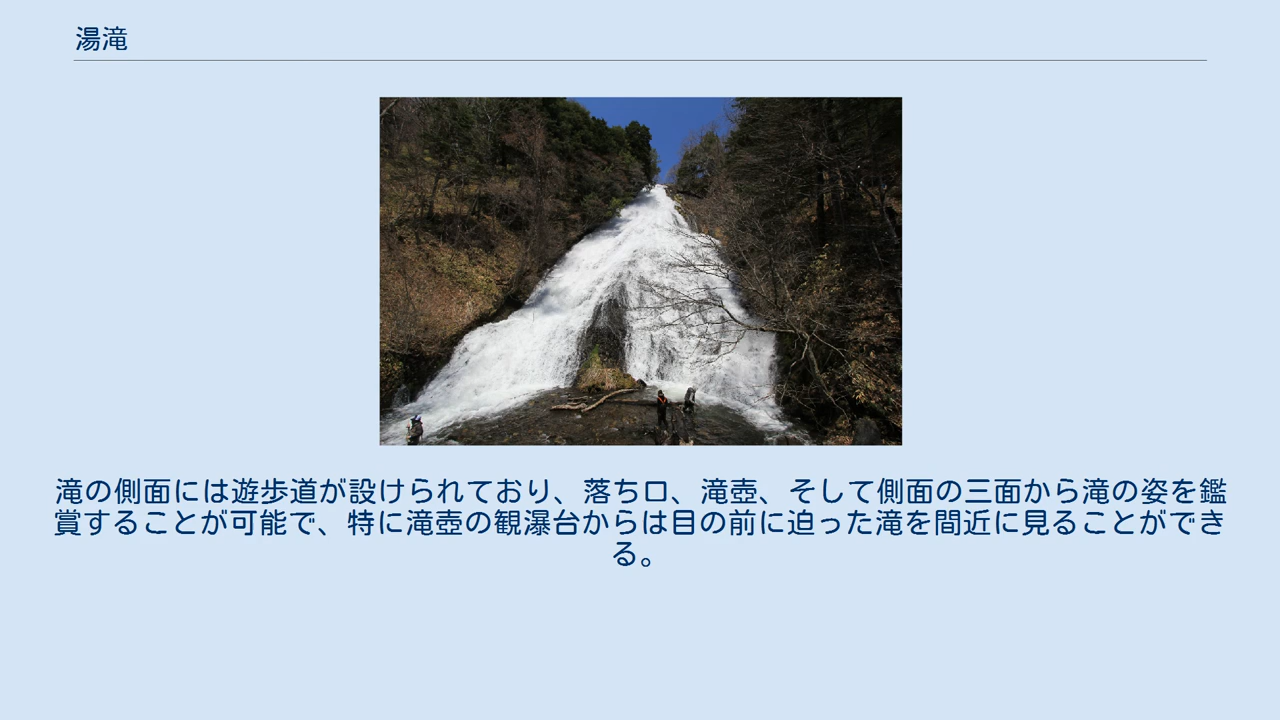 湯滝
滝の側面には遊歩道が設けられており、落ち口、滝壺、そして側面の三面から滝の姿を鑑
賞することが可能で、特に滝壺の観瀑台からは目の前に迫った滝を間近に見ることができ
る。